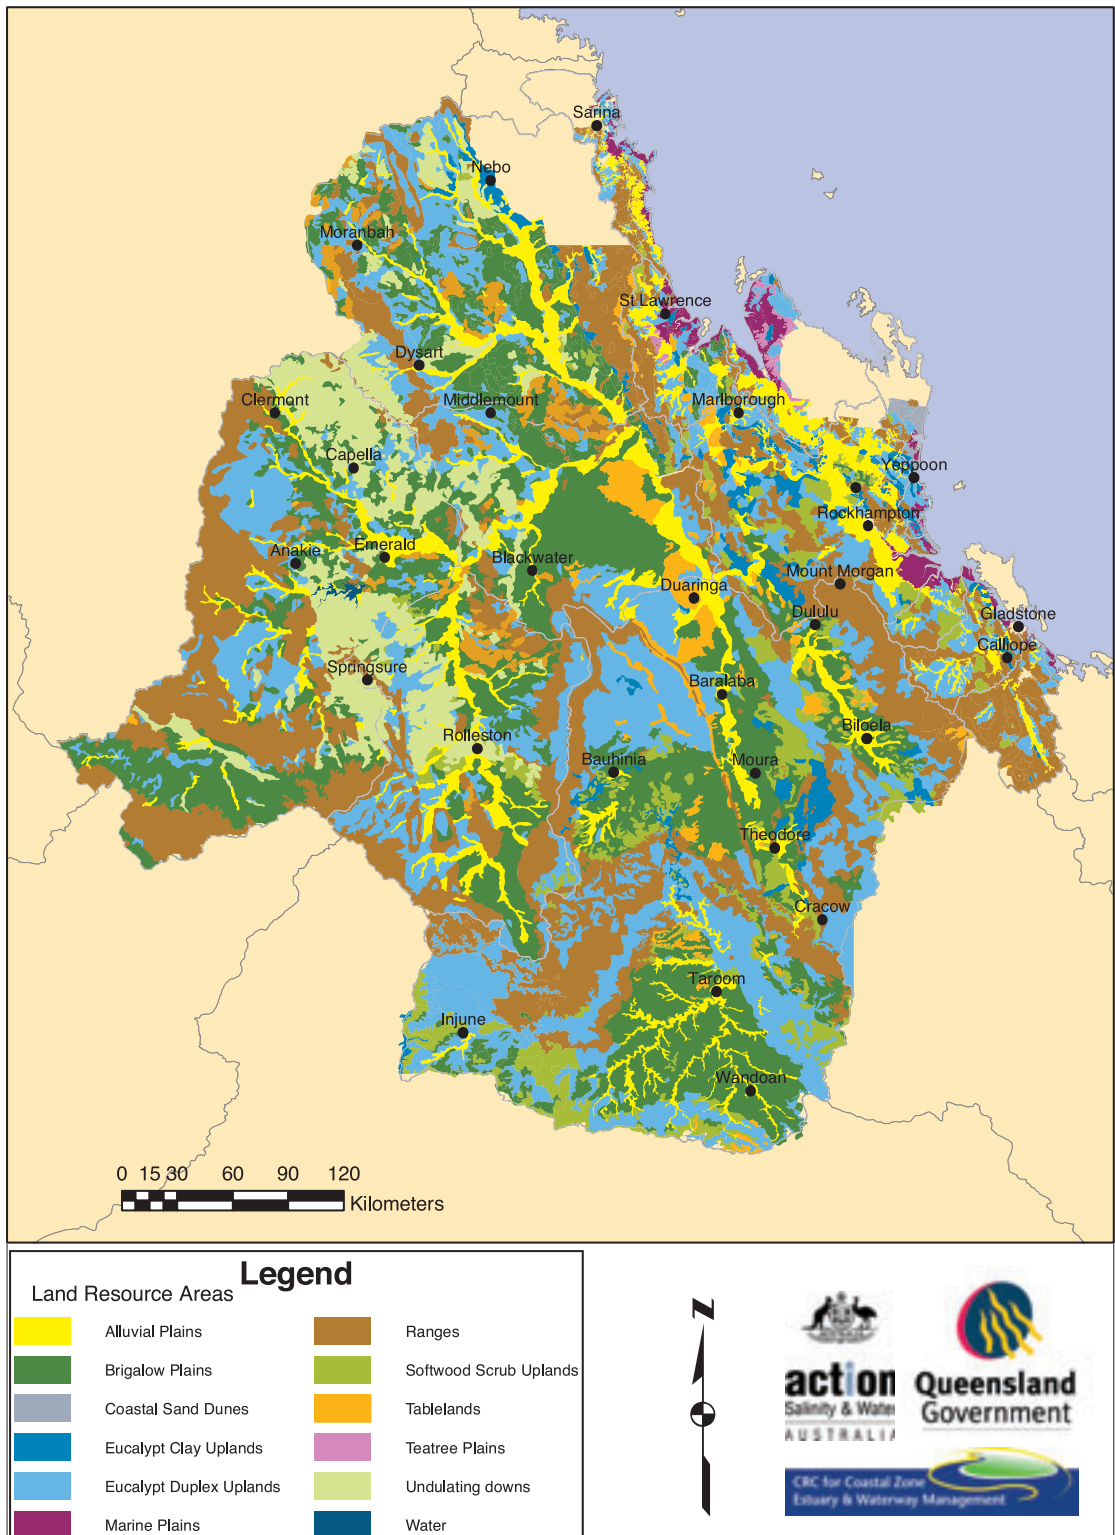 Sarina
Nebo
Moranbah
St Lawrence
Dysart
Clermont
Middlemount
Marlborough
Capella
Yeppoon
Rockhampton
Anakie
Emerald
Blackwater
Mount Morgan
Duaringa
Dululu
Gladstone
Calliope
Springsure
Baralaba
Biloela
Rolleston
Bauhinia
Moura
Theodore
Cracow
Taroom
Injune
Wandoan
0 15 30 60 90 120
Kilometers
Legend
Land Resource Areas
Alluvial Plains
Brigalow Plains
Coastal Sand Dunes
Eucalypt Clay Uplands
Eucalypt Duplex Uplands
Marine Plains
Ranges
Softwood Scrub Uplands
Tablelands
Teatree Plains
Undulating downs
Water
N
action
Salinity & Water
AUSTRALIA
Queensland
Government
CRC for Coastal Zone
Estuary & Waterway Management